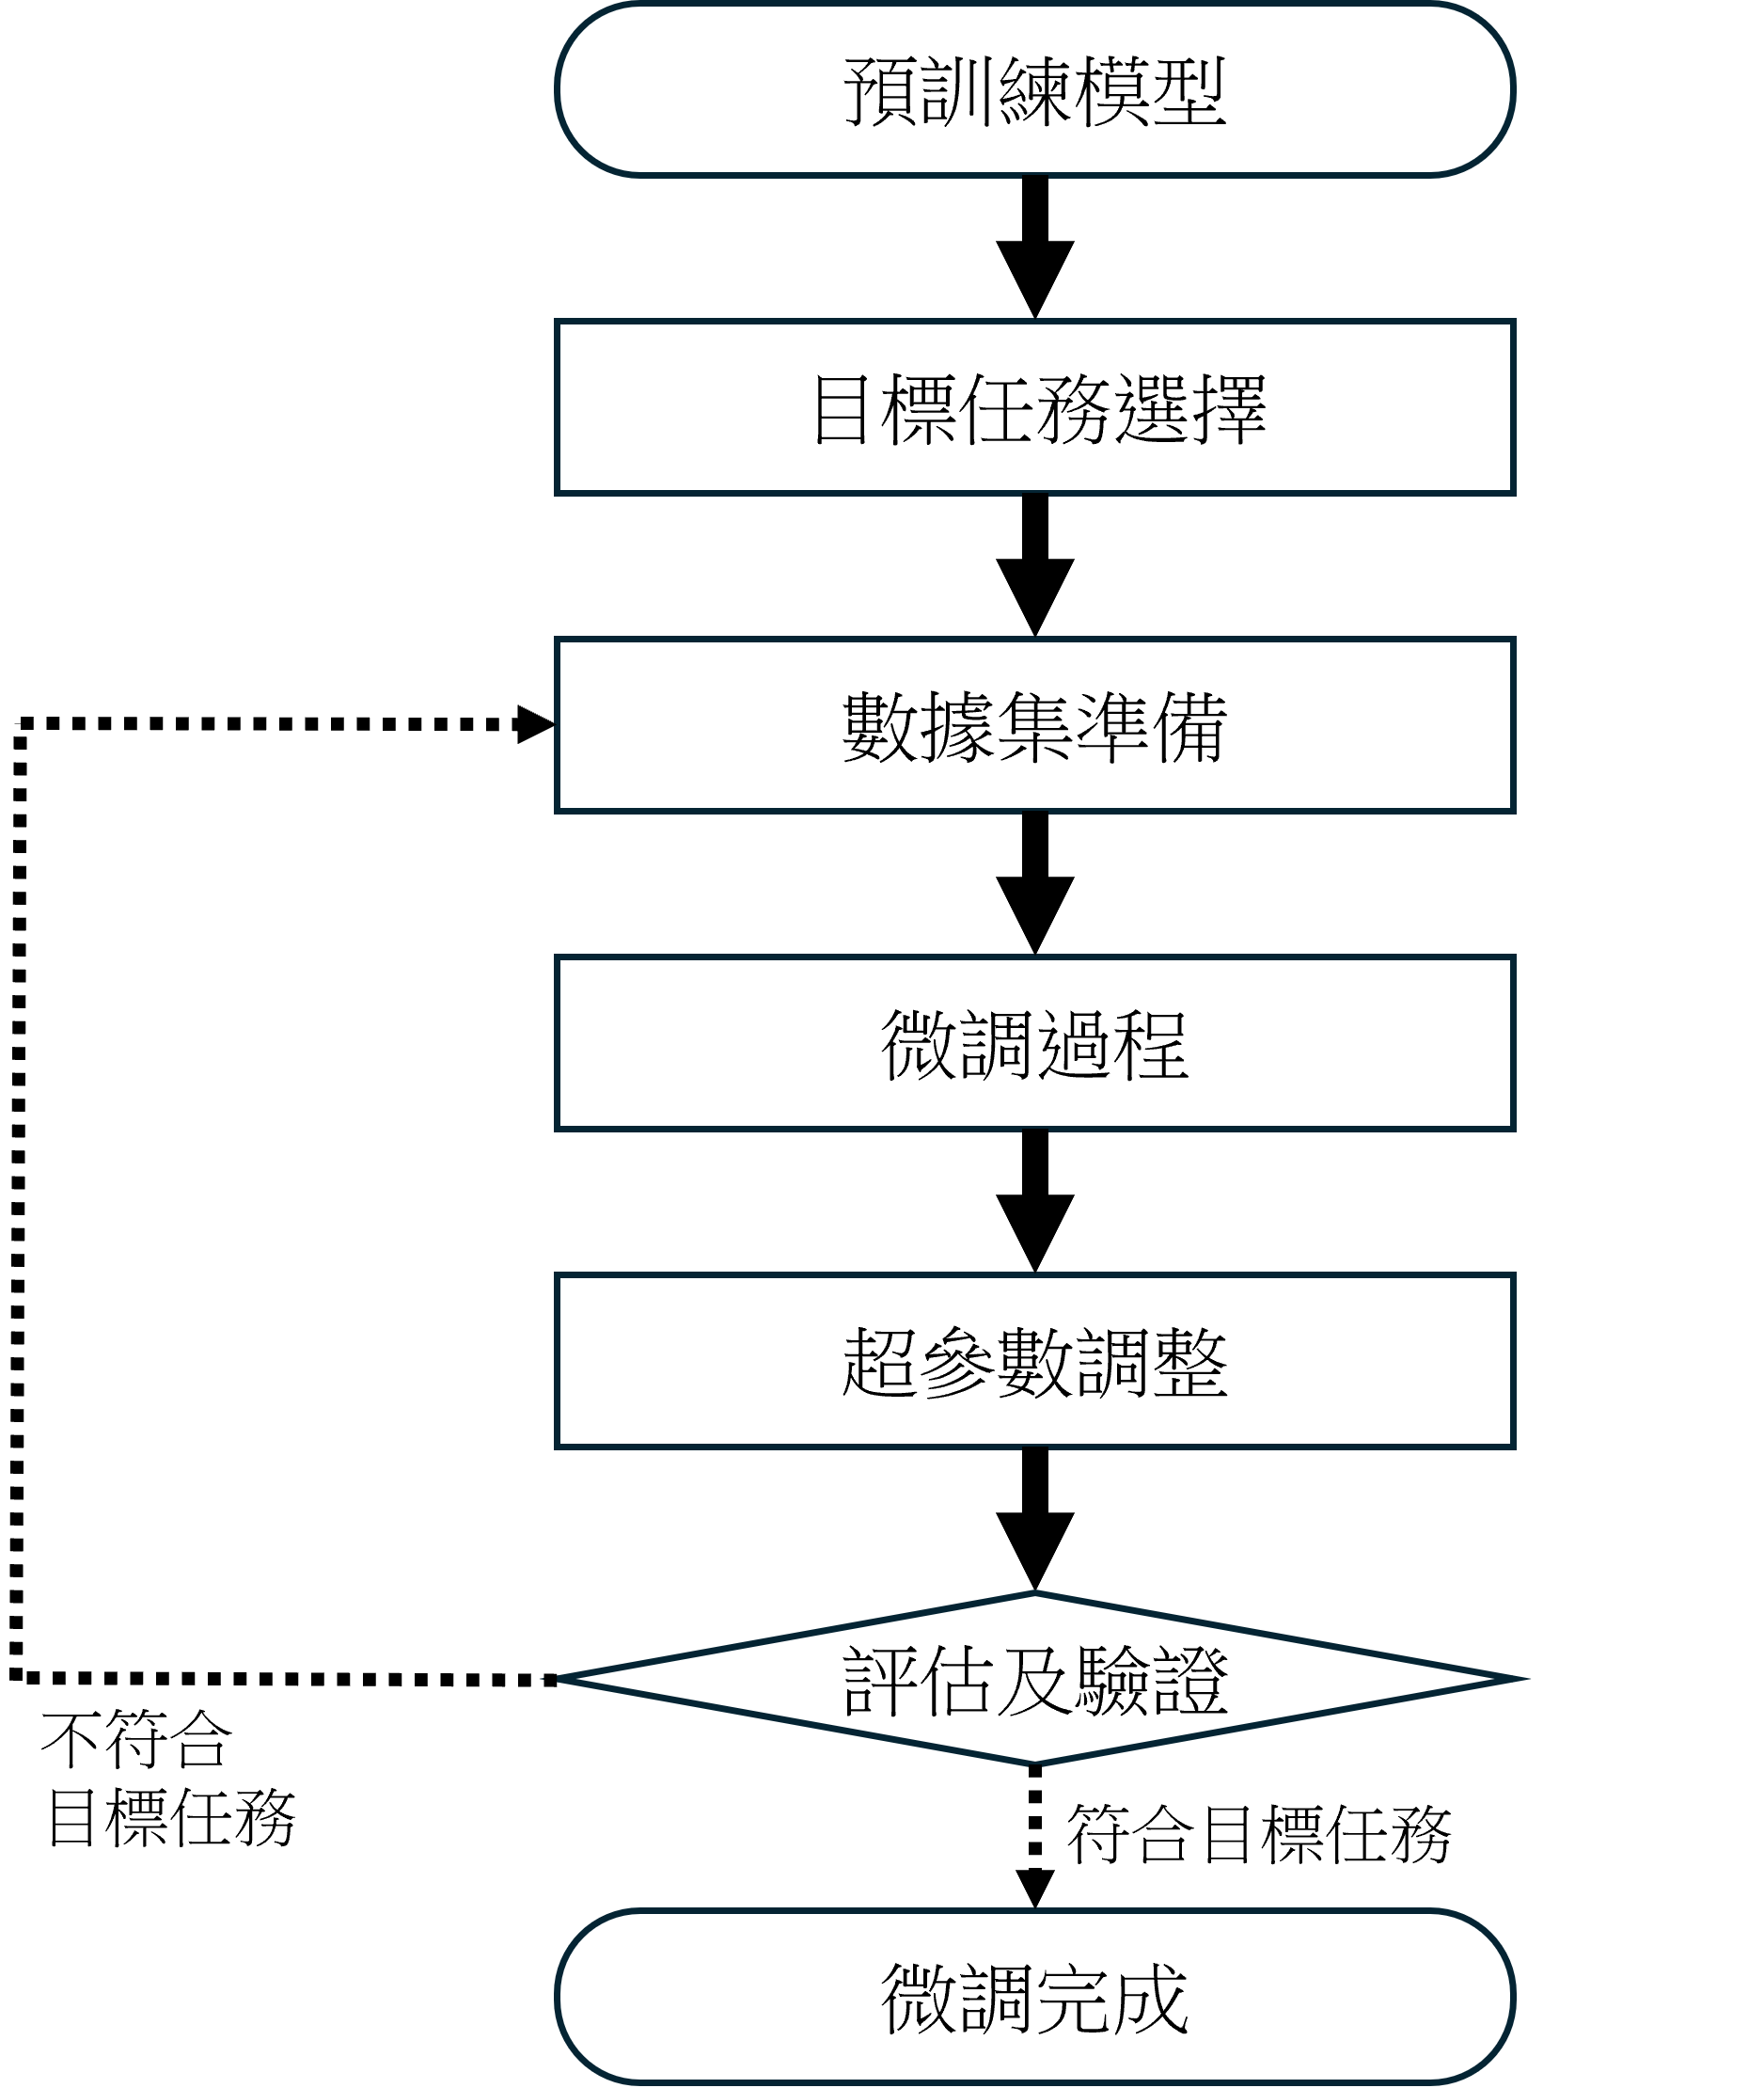 預訓練模型
目標任務選擇
數據集準備
微調過程
超參數調整
評估及驗證
不符合
目標任務
符合目標任務
微調完成